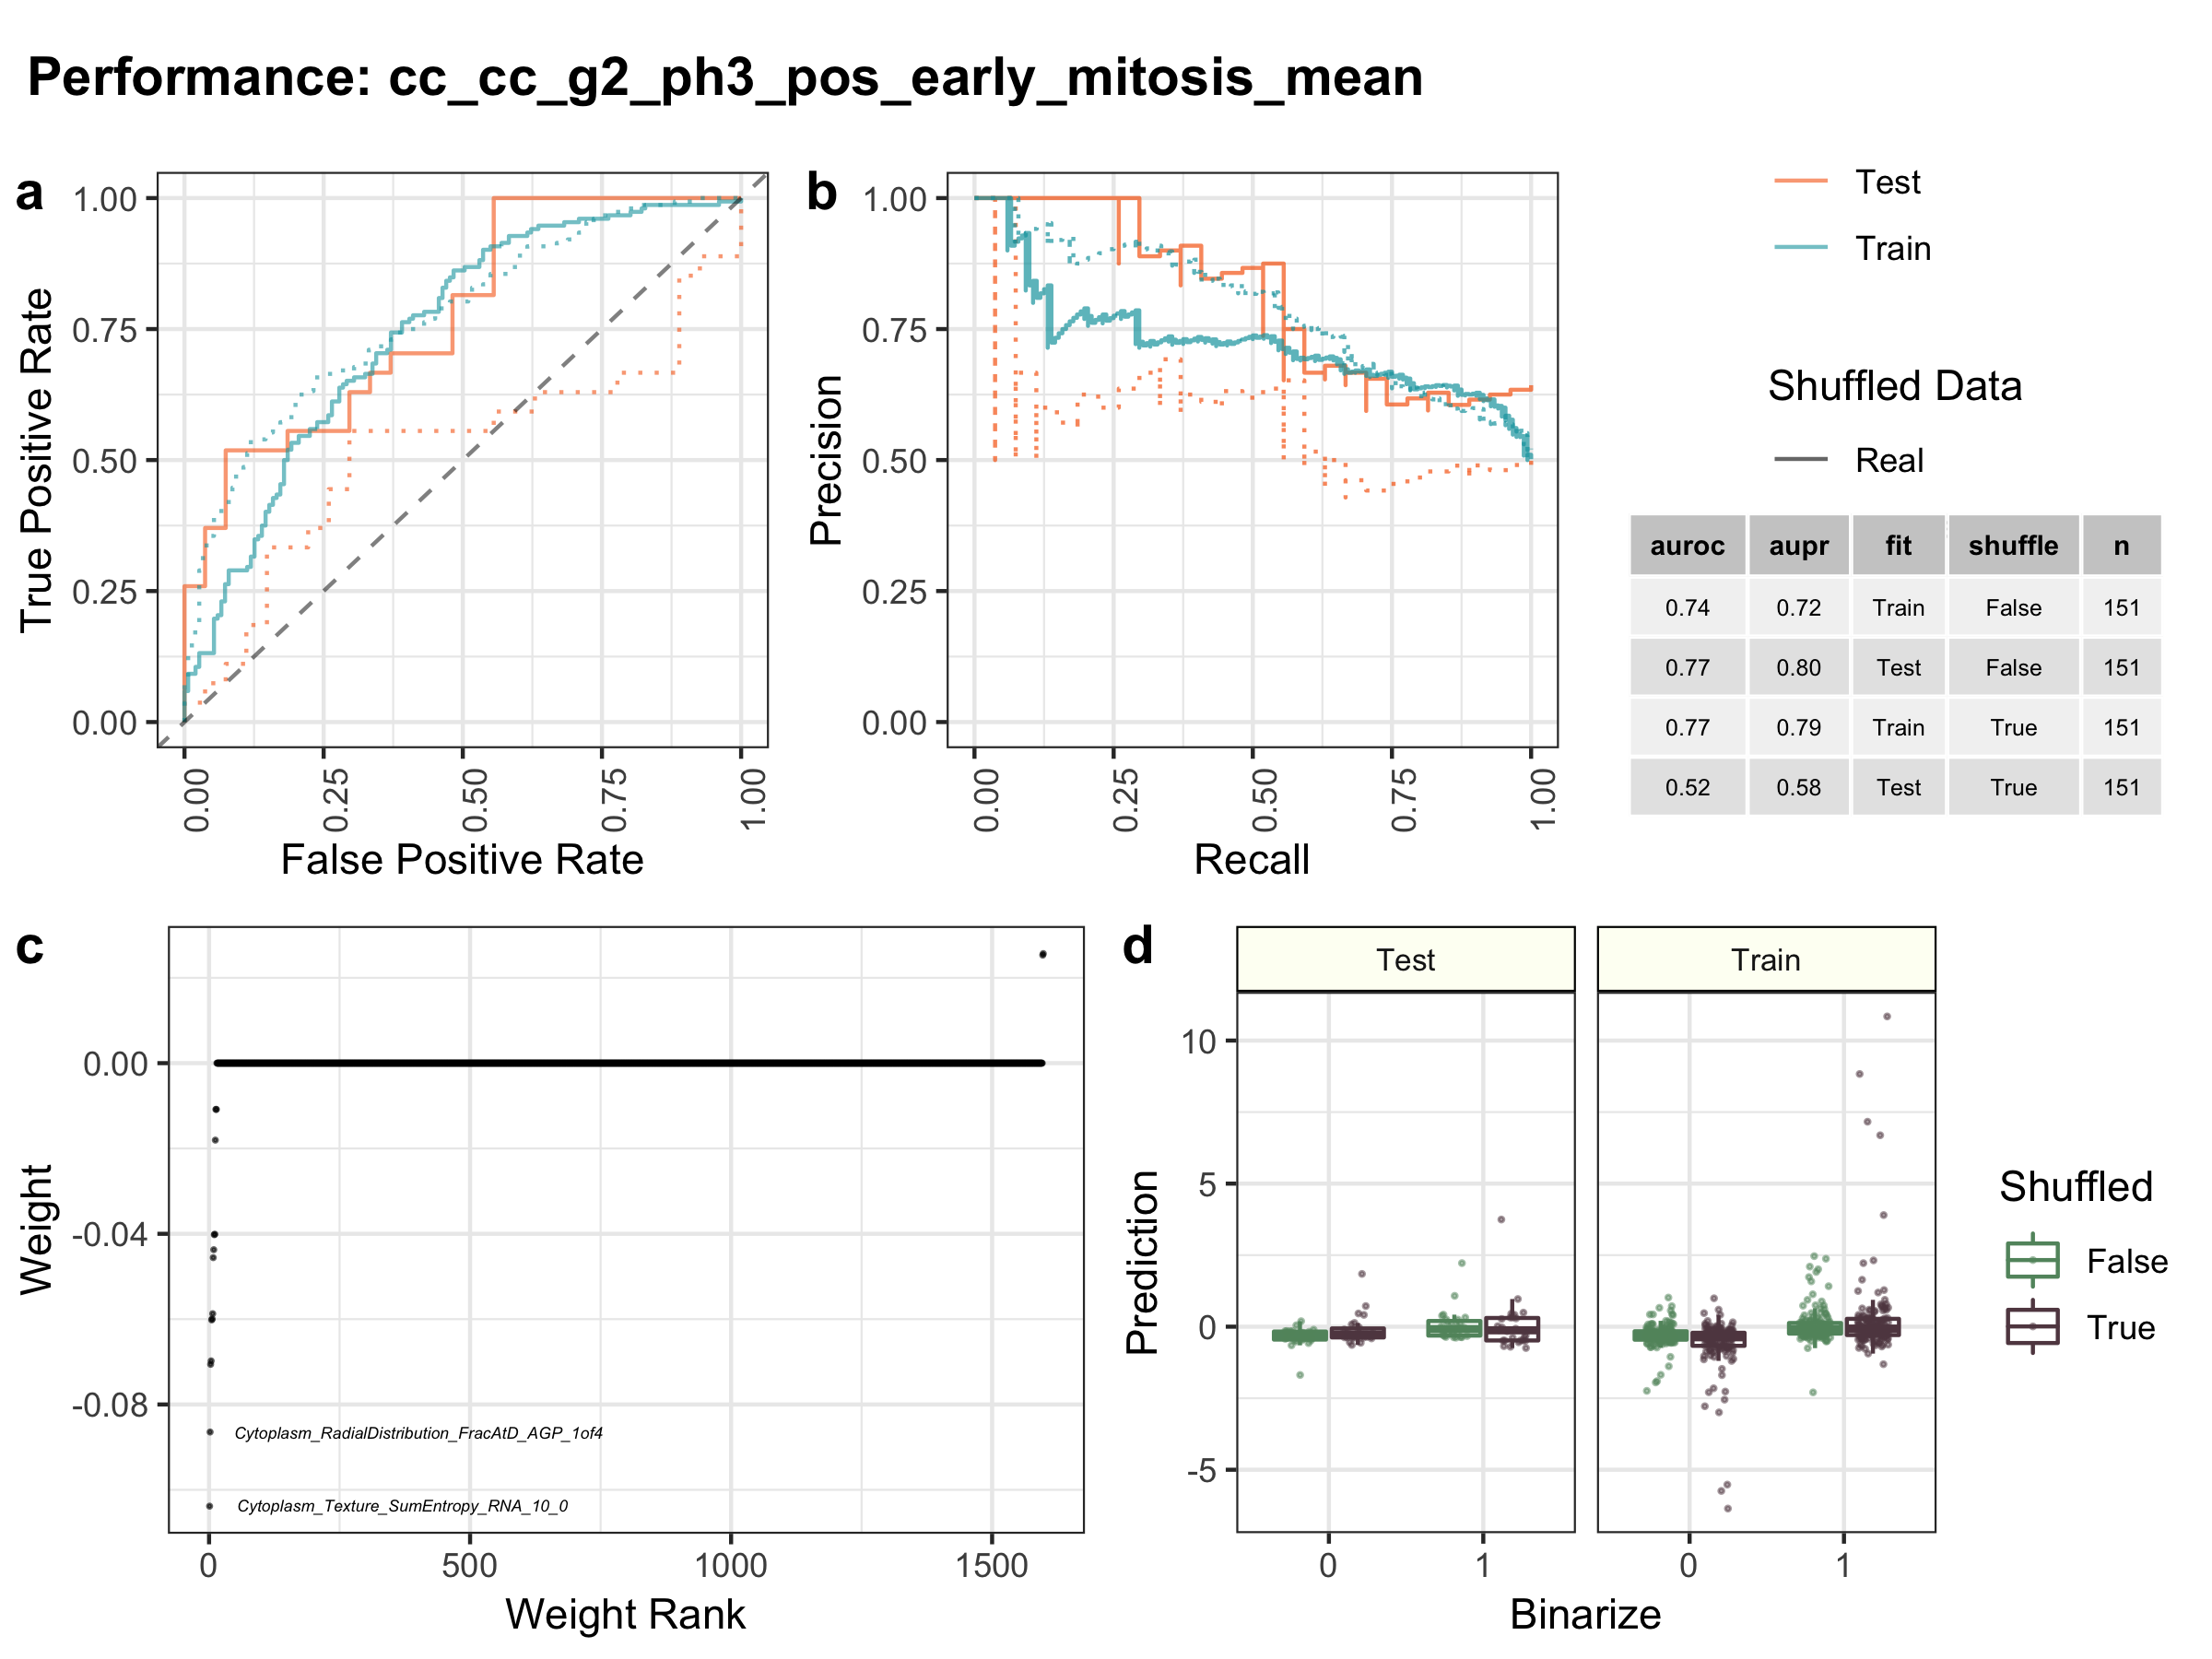 Performance: cc_cc_g2_ph3_pos_early_mitosis_mean
a
True Positive Rate
1.00
0.75
0.50
0.25
0.00
0.00 0.25 0.50 0.75 1.00
False Positive Rate
b
Precision
1.00
0.75
0.50
0.25
0.00
0.00 0.25 0.50 0.75 1.00
Recall
Test
Train
Shuffled Data
Real
auroc aupr fit shuffle n
0.74 0.72 Train False 151
0.77 0.80 Test False 151
0.77 0.79 Train True 151
0.52 0.58 Test True 151
c
Weight
0.00
-0.04
-0.08
Cytoplasm_RadialDistribution_FracAtD_AGP_1of4
Cytoplasm_Texture_SumEntropy_RNA_10_0
0 500 1000 1500
Weight Rank
d
Test Train
Prediction
10
5
0
-5
0 1 0 1
Binarize
Shuffled
False
True